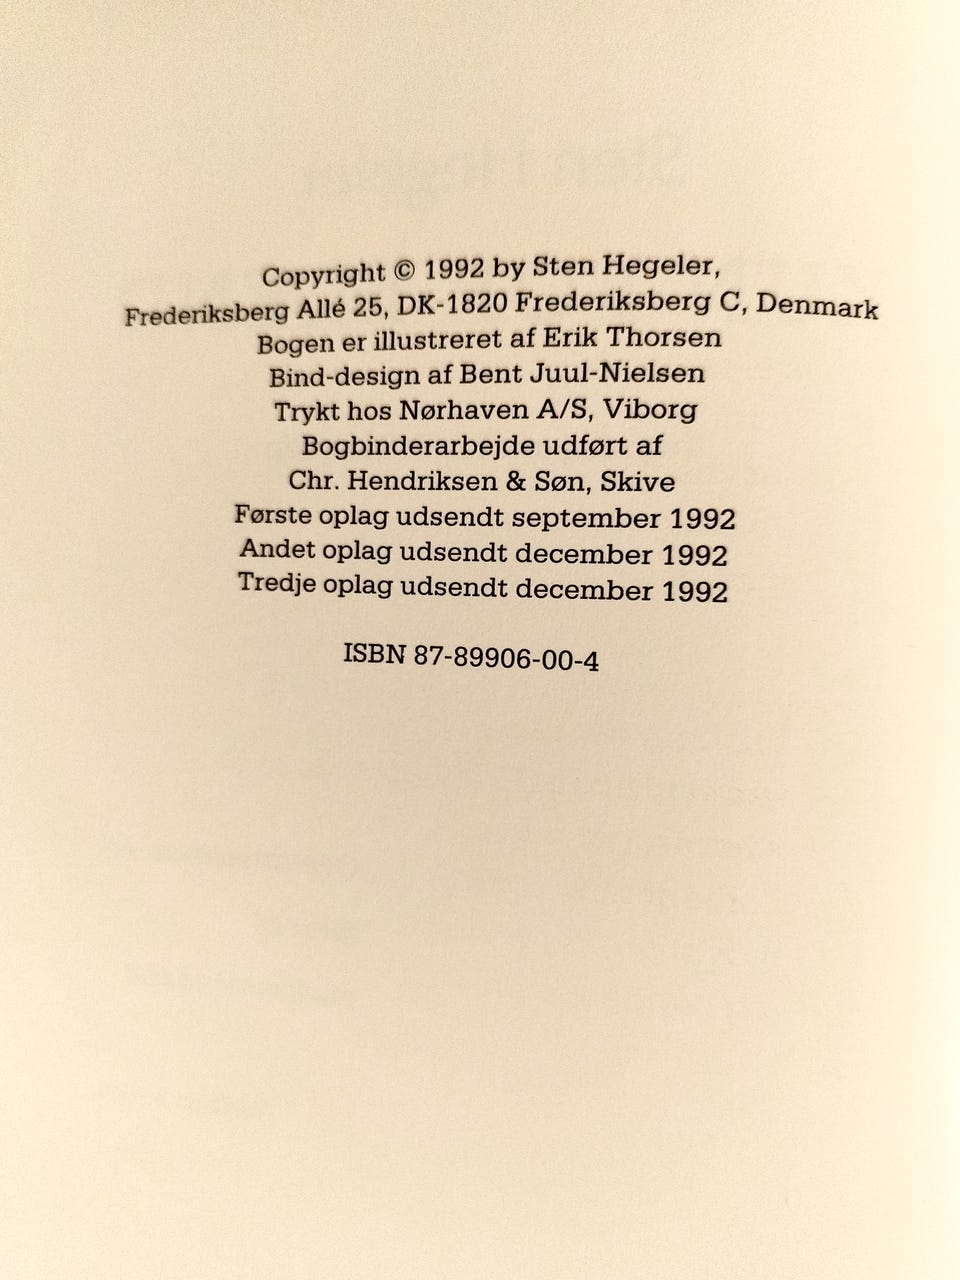 Copyright © 1992 by Sten Hegeler,
Frederiksberg Allé 25, DK-1820 Frederiksberg C, Denmark
Bogen er illustreret af Erik Thorsen
Bind-design af Bent Juul-Nielsen
Trykt hos Nørhaven A/S, Viborg
Bogbinderarbejde udført af
Chr. Hendriksen & Søn, Skive
Første oplag udsendt september 1992
Andet oplag udsendt december 1992
Tredje oplag udsendt december 1992
ISBN 87-89906-00-4